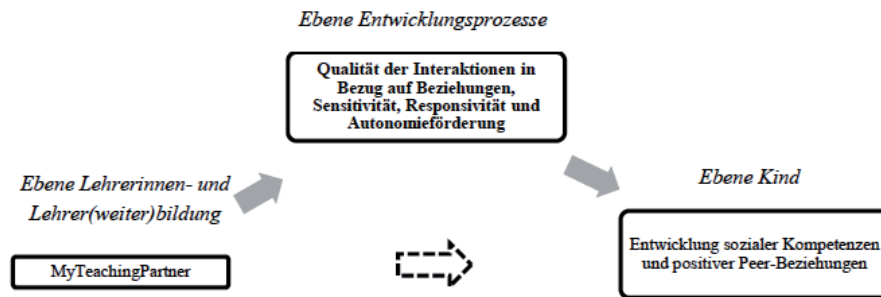 Ebene Entwicklungsprozesse
Qualität der Interaktionen in
Bezug auf Beziehungen,
Sensitivität, Responsivität und
Autonomieförderung
Ebene Lehrerinnen- und
Lehrer(weiter)bildung
MyTeachingPartner
Ebene Kind
Entwicklung sozialer Kompetenzen
und positiver Peer-Beziehungen